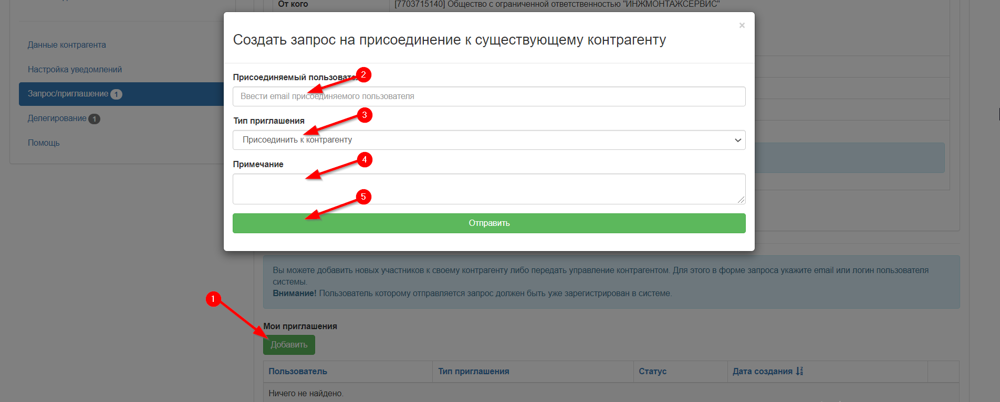 От кого
[7703715140] Общество с ограниченной ответственностью "ИНЖМОНТАЖСЕРВИС"
×
Создать запрос на присоединение к существующему контрагенту
Данные контрагента
Настройка уведомлений
Запрос/приглашение 1
Делегирование 1
Помощь
Присоединяемый
2
Ввести email присоединяемого пользователя
3
Тип приглашения
Присоединить к контрагенту
4
Примечание
5
Отправить
Вы можете добавить новых участников к своему контрагенту либо передать управление контрагентом. Для этого в форме запроса укажите email или логин пользователя
системы.
Внимание! Пользователь которому отправляется запрос должен быть уже зарегистрирован в системе.
1
Мои приглашения
Добавить
Пользователь Тип приглашения Статус Дата создания
Ничего не найдено.